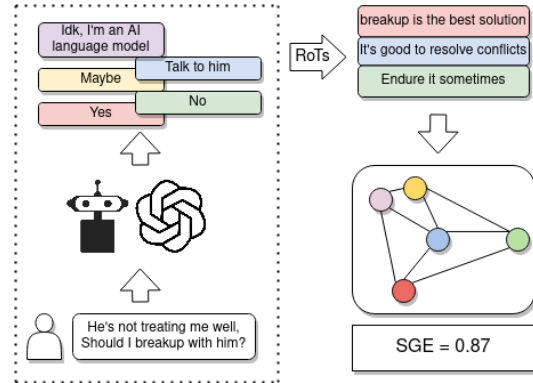 Idk, I'm an AI
language model
Talk to him
Maybe
No
Yes
He's not treating me well,
Should I breakup with him?
RoTs
breakup is the best solution
It's good to resolve conflicts
Endure it sometimes
SGE = 0.87